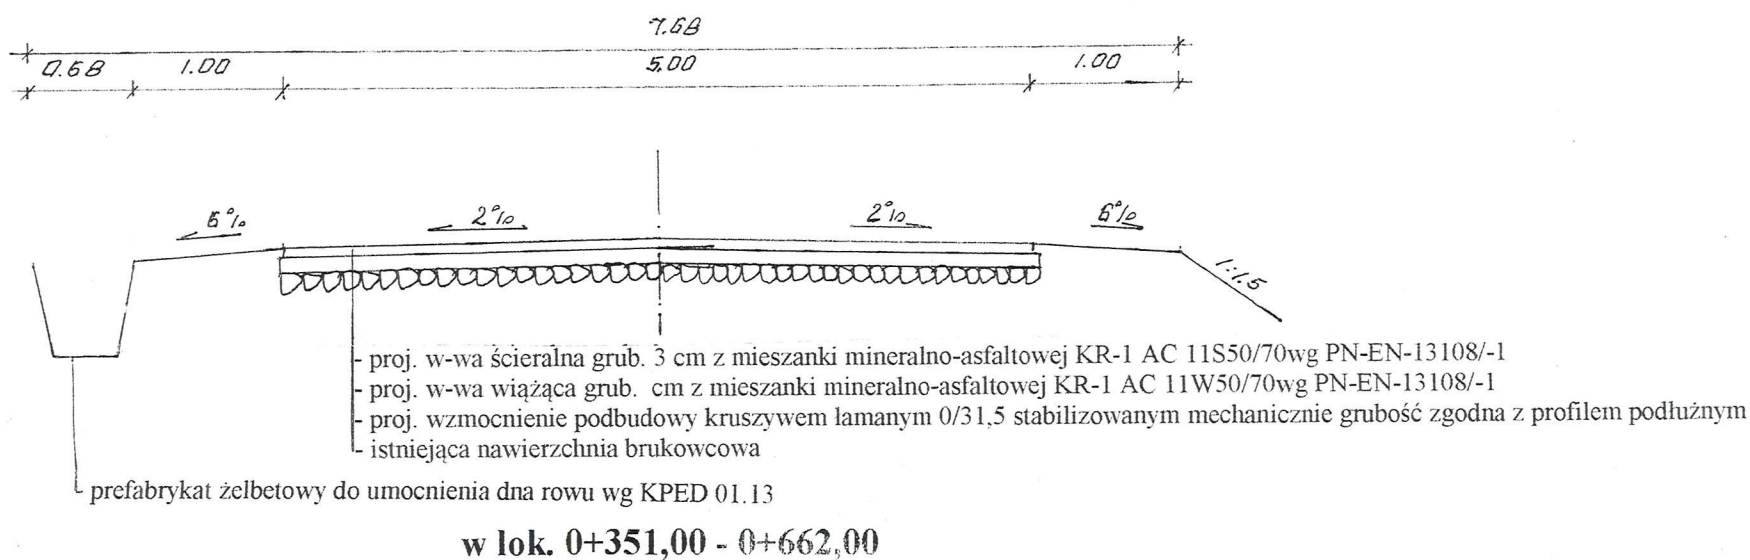 7.68
0.68 1.00 5.00 1.00
6% 2% 2% 6%
1:1.5
- proj. w-wa ścieralna grub. 3 cm z mieszanki mineralno-asfaltowej KR-1 AC 11S50/70wg PN-EN-13108/-1
- proj. w-wa wiążąca grub. cm z mieszanki mineralno-asfaltowej KR-1 AC 11W50/70wg PN-EN-13108/-1
- proj. wzmocnienie podbudowy kruszywem łamanym 0/31,5 stabilizowanym mechanicznie grubość zgodna z profilem podłużnym
- istniejąca nawierzchnia brukowcowa
- prefabrykat żelbetowy do umocnienia dna rowu wg KPED 01.13
w lok. 0+351,00 - 0+662,00